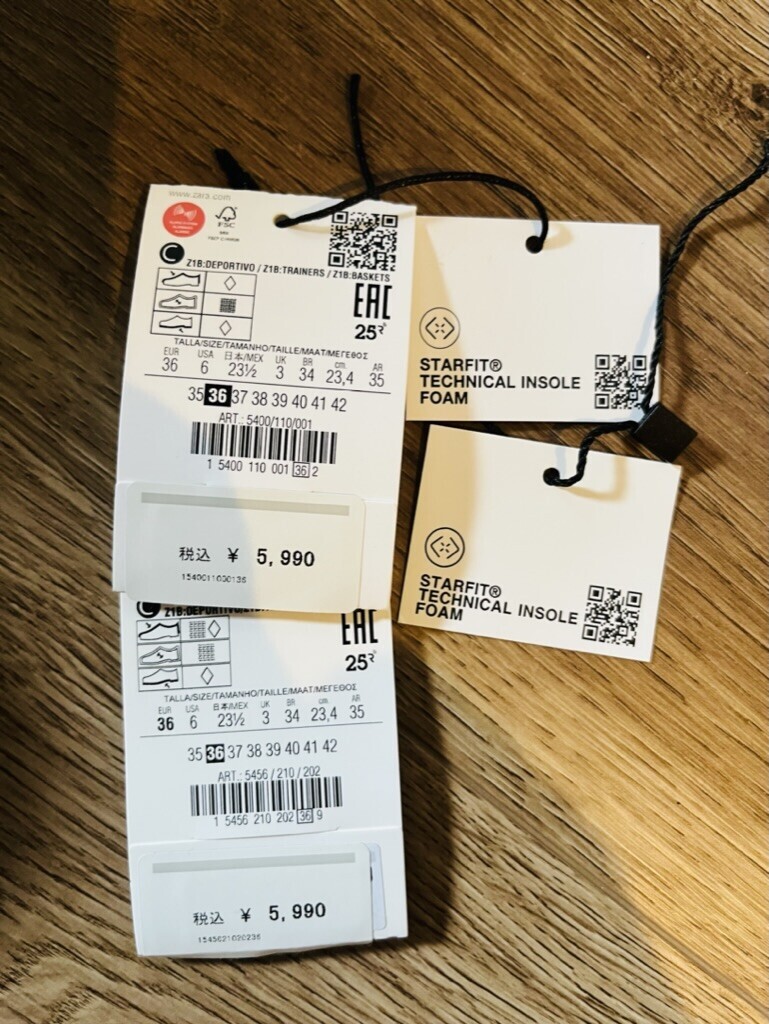 www.zara.com
FSC
Z1B:DEPORTIVO / Z1B:TRAINERS / Z1B:BASKETS
EAC
25
TALLA/SIZE/TAMANHO/TAILLE/MAAT/ΜΕΓΕΘΟΣ
EUR USA 日本/MEX UK BR cm. AR
36 6 23½ 3 34 23,4 35
35 36 37 38 39 40 41 42
ART.: 5400/110/001
1 5400 110 001 36 2
税込 ¥ 5,990
1540011000136
STARFIT®
TECHNICAL INSOLE
FOAM
EAC
25
TALLA/SIZE/TAMANHO/TAILLE/MAAT/ΜΕΓΕΘΟΣ
EUR USA 日本/MEX UK BR cm. AR
36 6 23½ 3 34 23,4 35
35 36 37 38 39 40 41 42
ART.: 5456/210/202
1 5456 210 202 36 9
税込 ¥ 5,990
1545621020236
STARFIT®
TECHNICAL INSOLE
FOAM